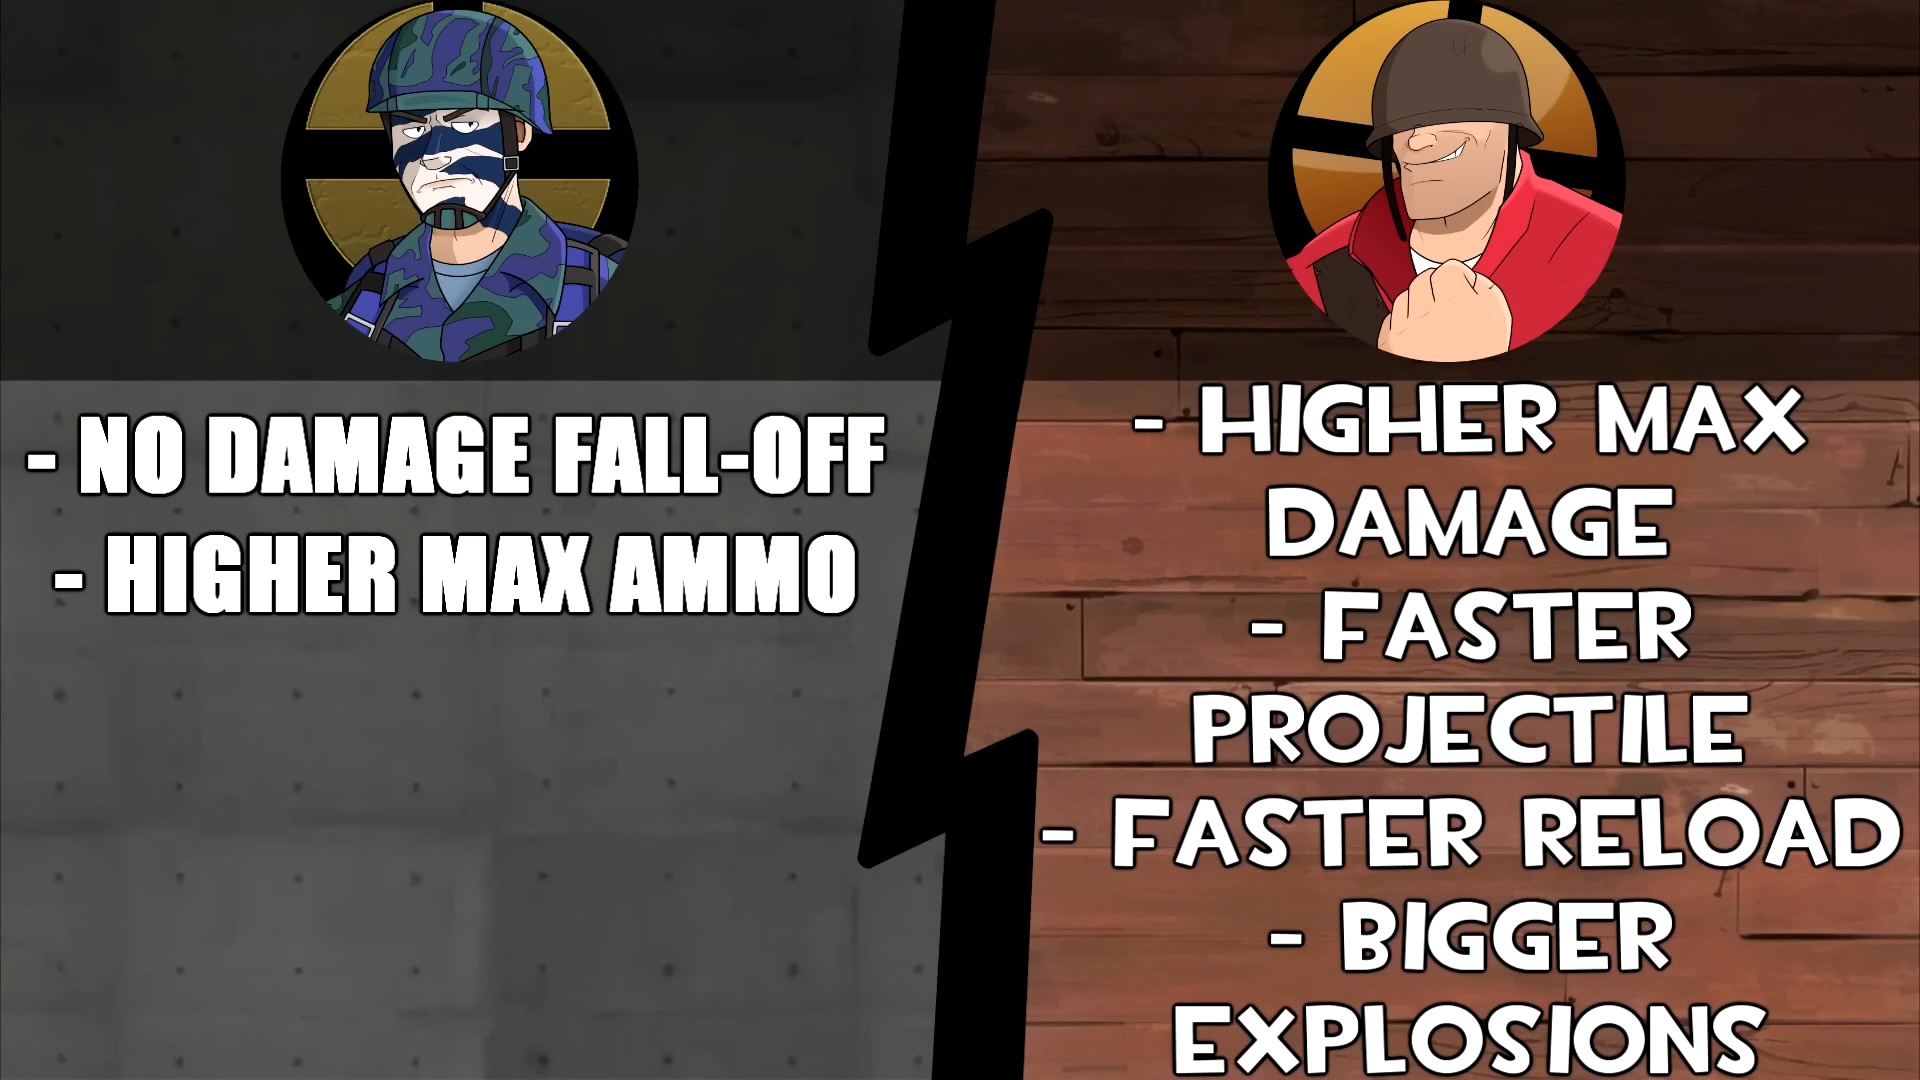 - NO DAMAGE FALL-OFF
- HIGHER MAX AMMO
- HIGHER MAX
DAMAGE
- FASTER
PROJECTILE
- FASTER RELOAD
- BIGGER
EXPLOSIONS